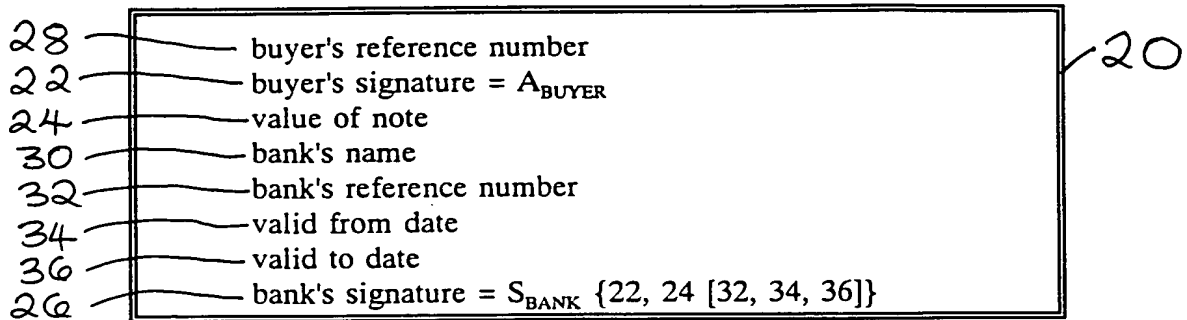 28 buyer's reference number 20
22 buyer's signature = A_BUYER
24 value of note
30 bank's name
32 bank's reference number
34 valid from date
36 valid to date
26 bank's signature = S_BANK {22, 24 [32, 34, 36]}